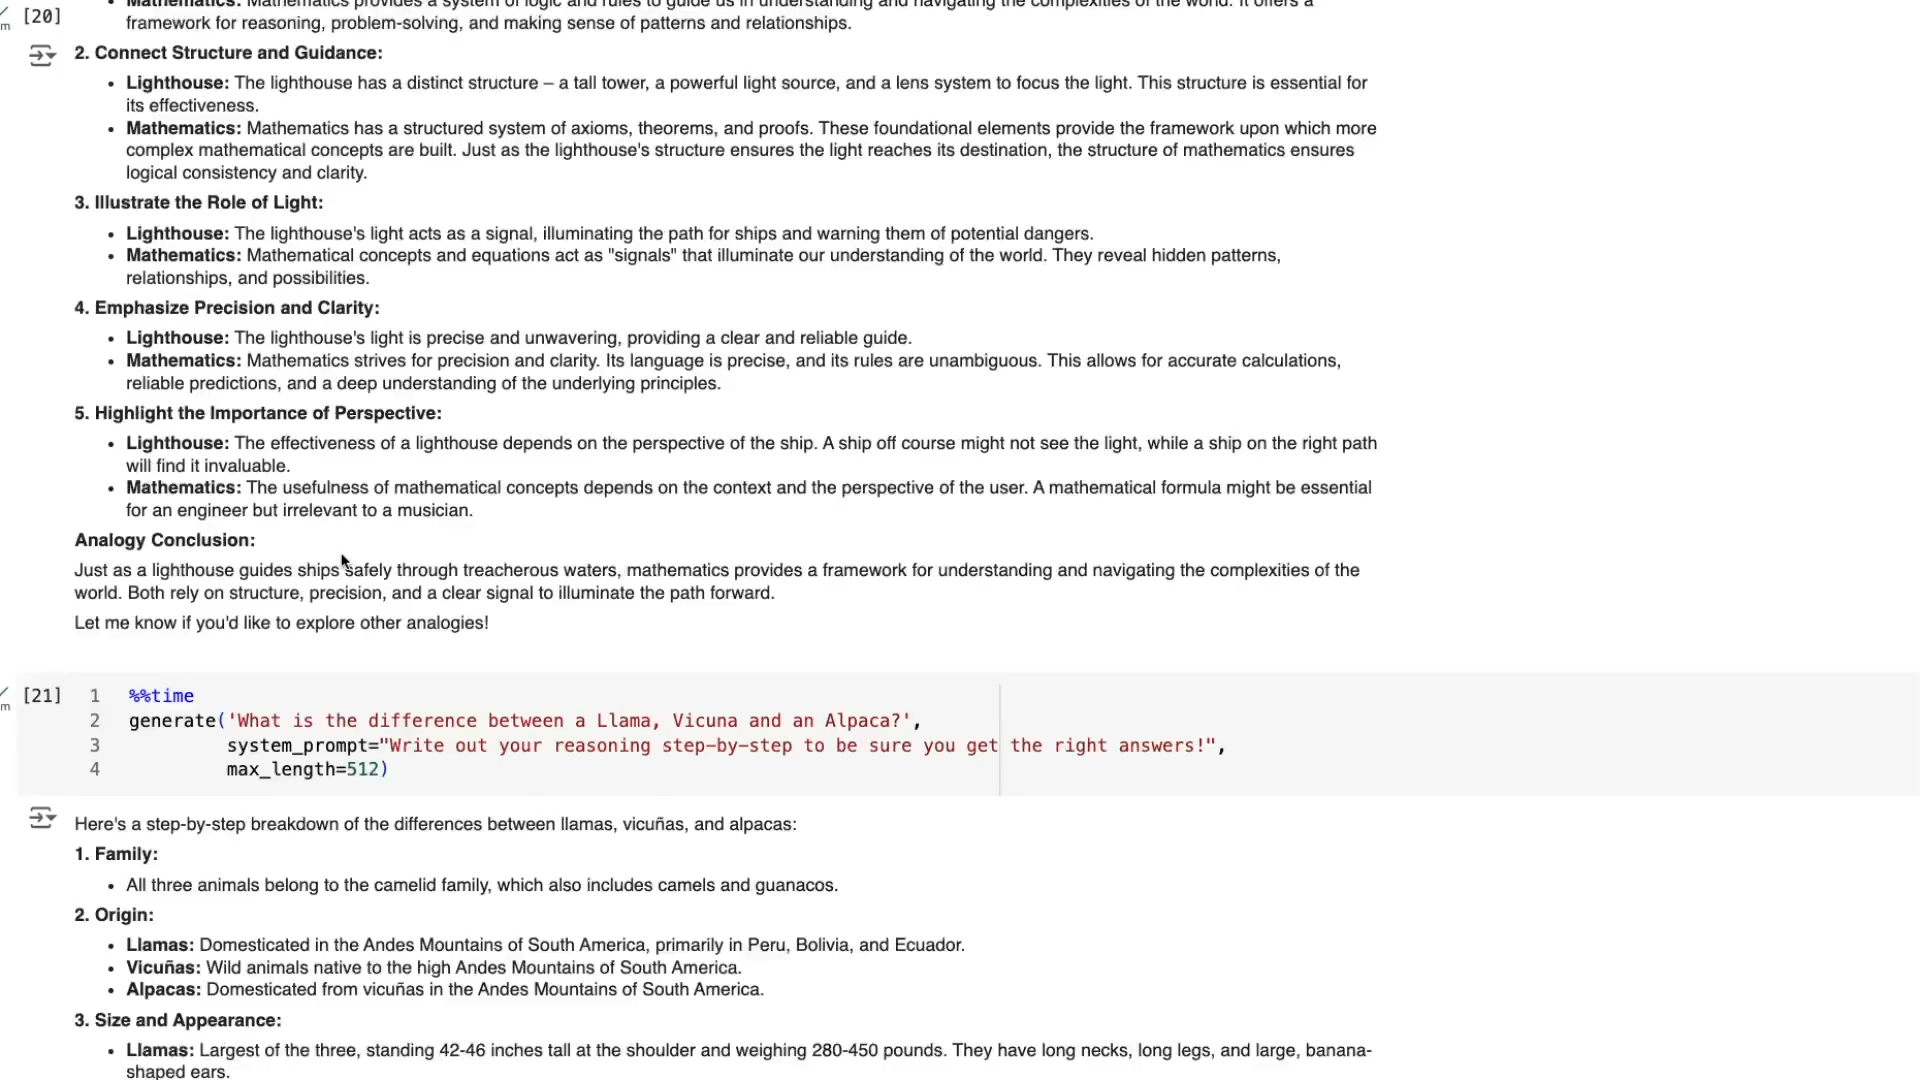 [20]
Mathematics: Mathematics provides a system of logic and rules to guide us in understanding and navigating the complexities of the world. It offers a
framework for reasoning, problem-solving, and making sense of patterns and relationships.
2. Connect Structure and Guidance:
• Lighthouse: The lighthouse has a distinct structure – a tall tower, a powerful light source, and a lens system to focus the light. This structure is essential for
its effectiveness.
• Mathematics: Mathematics has a structured system of axioms, theorems, and proofs. These foundational elements provide the framework upon which more
complex mathematical concepts are built. Just as the lighthouse's structure ensures the light reaches its destination, the structure of mathematics ensures
logical consistency and clarity.
3. Illustrate the Role of Light:
• Lighthouse: The lighthouse's light acts as a signal, illuminating the path for ships and warning them of potential dangers.
• Mathematics: Mathematical concepts and equations act as "signals" that illuminate our understanding of the world. They reveal hidden patterns,
relationships, and possibilities.
4. Emphasize Precision and Clarity:
• Lighthouse: The lighthouse's light is precise and unwavering, providing a clear and reliable guide.
• Mathematics: Mathematics strives for precision and clarity. Its language is precise, and its rules are unambiguous. This allows for accurate calculations,
reliable predictions, and a deep understanding of the underlying principles.
5. Highlight the Importance of Perspective:
• Lighthouse: The effectiveness of a lighthouse depends on the perspective of the ship. A ship off course might not see the light, while a ship on the right path
will find it invaluable.
• Mathematics: The usefulness of mathematical concepts depends on the context and the perspective of the user. A mathematical formula might be essential
for an engineer but irrelevant to a musician.
Analogy Conclusion:
Just as a lighthouse guides ships safely through treacherous waters, mathematics provides a framework for understanding and navigating the complexities of the
world. Both rely on structure, precision, and a clear signal to illuminate the path forward.
Let me know if you'd like to explore other analogies!
[21] 1 %%time
2 generate('What is the difference between a Llama, Vicuna and an Alpaca?',
3 system_prompt="Write out your reasoning step-by-step to be sure you get the right answers!",
4 max_length=512)
Here's a step-by-step breakdown of the differences between llamas, vicuñas, and alpacas:
1. Family:
• All three animals belong to the camelid family, which also includes camels and guanacos.
2. Origin:
• Llamas: Domesticated in the Andes Mountains of South America, primarily in Peru, Bolivia, and Ecuador.
• Vicuñas: Wild animals native to the high Andes Mountains of South America.
• Alpacas: Domesticated from vicuñas in the Andes Mountains of South America.
3. Size and Appearance:
• Llamas: Largest of the three, standing 42-46 inches tall at the shoulder and weighing 280-450 pounds. They have long necks, long legs, and large, banana-
shaped ears.